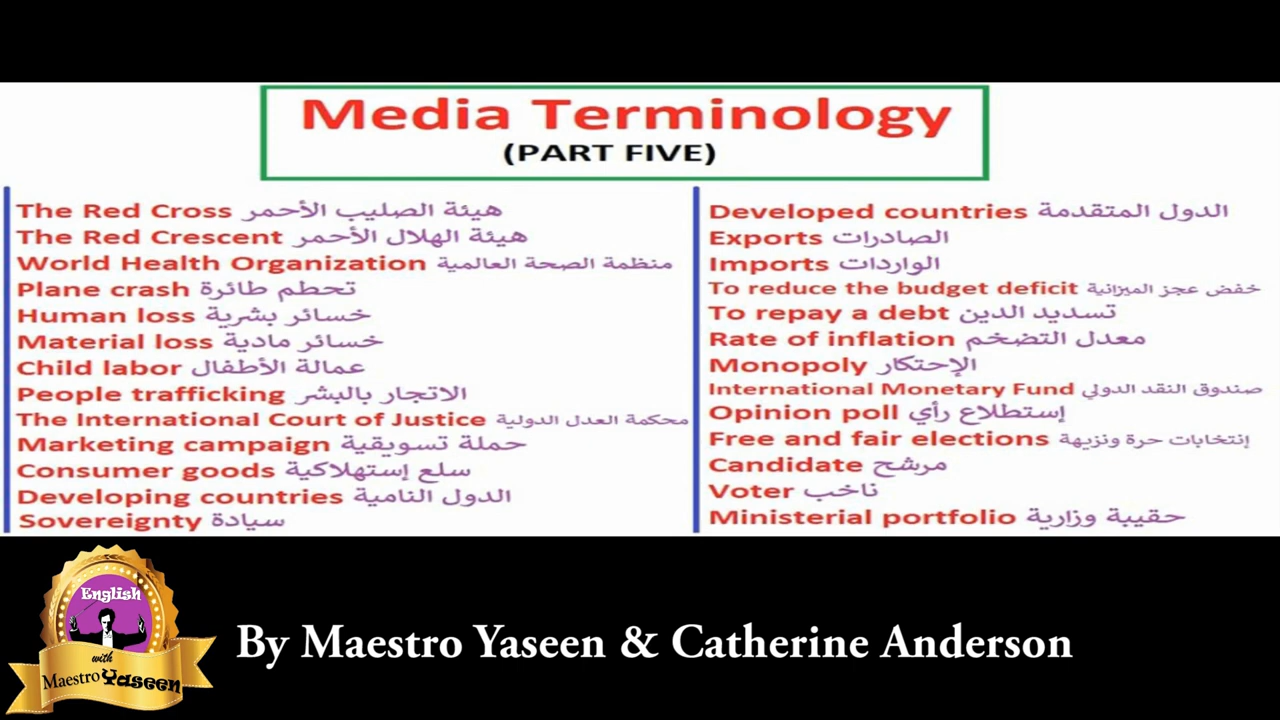 Media Terminology
(PART FIVE)
The Red Cross هيئة الصليب الأحمر
The Red Crescent هيئة الهلال الأحمر
World Health Organization منظمة الصحة العالمية
Plane crash تحطم طائرة
Human loss خسائر بشرية
Material loss خسائر مادية
Child labor عمالة الأطفال
People trafficking الاتجار بالبشر
The International Court of Justice محكمة العدل الدولية
Marketing campaign حملة تسويقية
Consumer goods سلع إستهلاكية
Developing countries الدول النامية
Sovereignty سيادة
Developed countries الدول المتقدمة
Exports الصادرات
Imports الواردات
To reduce the budget deficit خفض عجز الميزانية
To repay a debt تسديد الدين
Rate of inflation معدل التضخم
Monopoly الإحتكار
International Monetary Fund صندوق النقد الدولي
Opinion poll إستطلاع رأي
Free and fair elections إنتخابات حرة ونزيهة
Candidate مرشح
Voter ناخب
Ministerial portfolio حقيبة وزارية
English
with
Maestro Yaseen
By Maestro Yaseen & Catherine Anderson